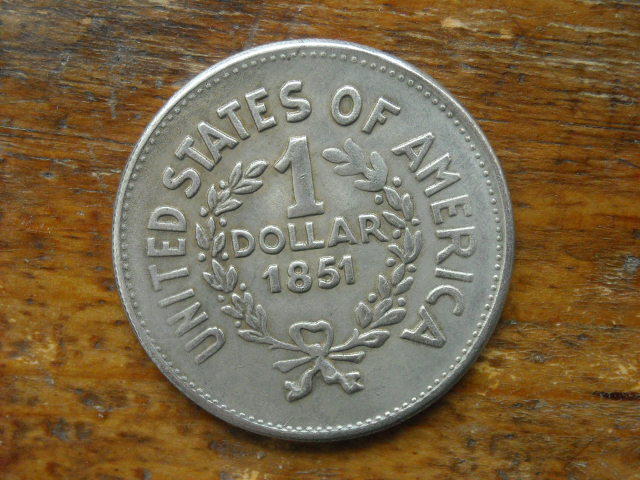 UNITED STATES OF AMERICA
1
DOLLAR
1851